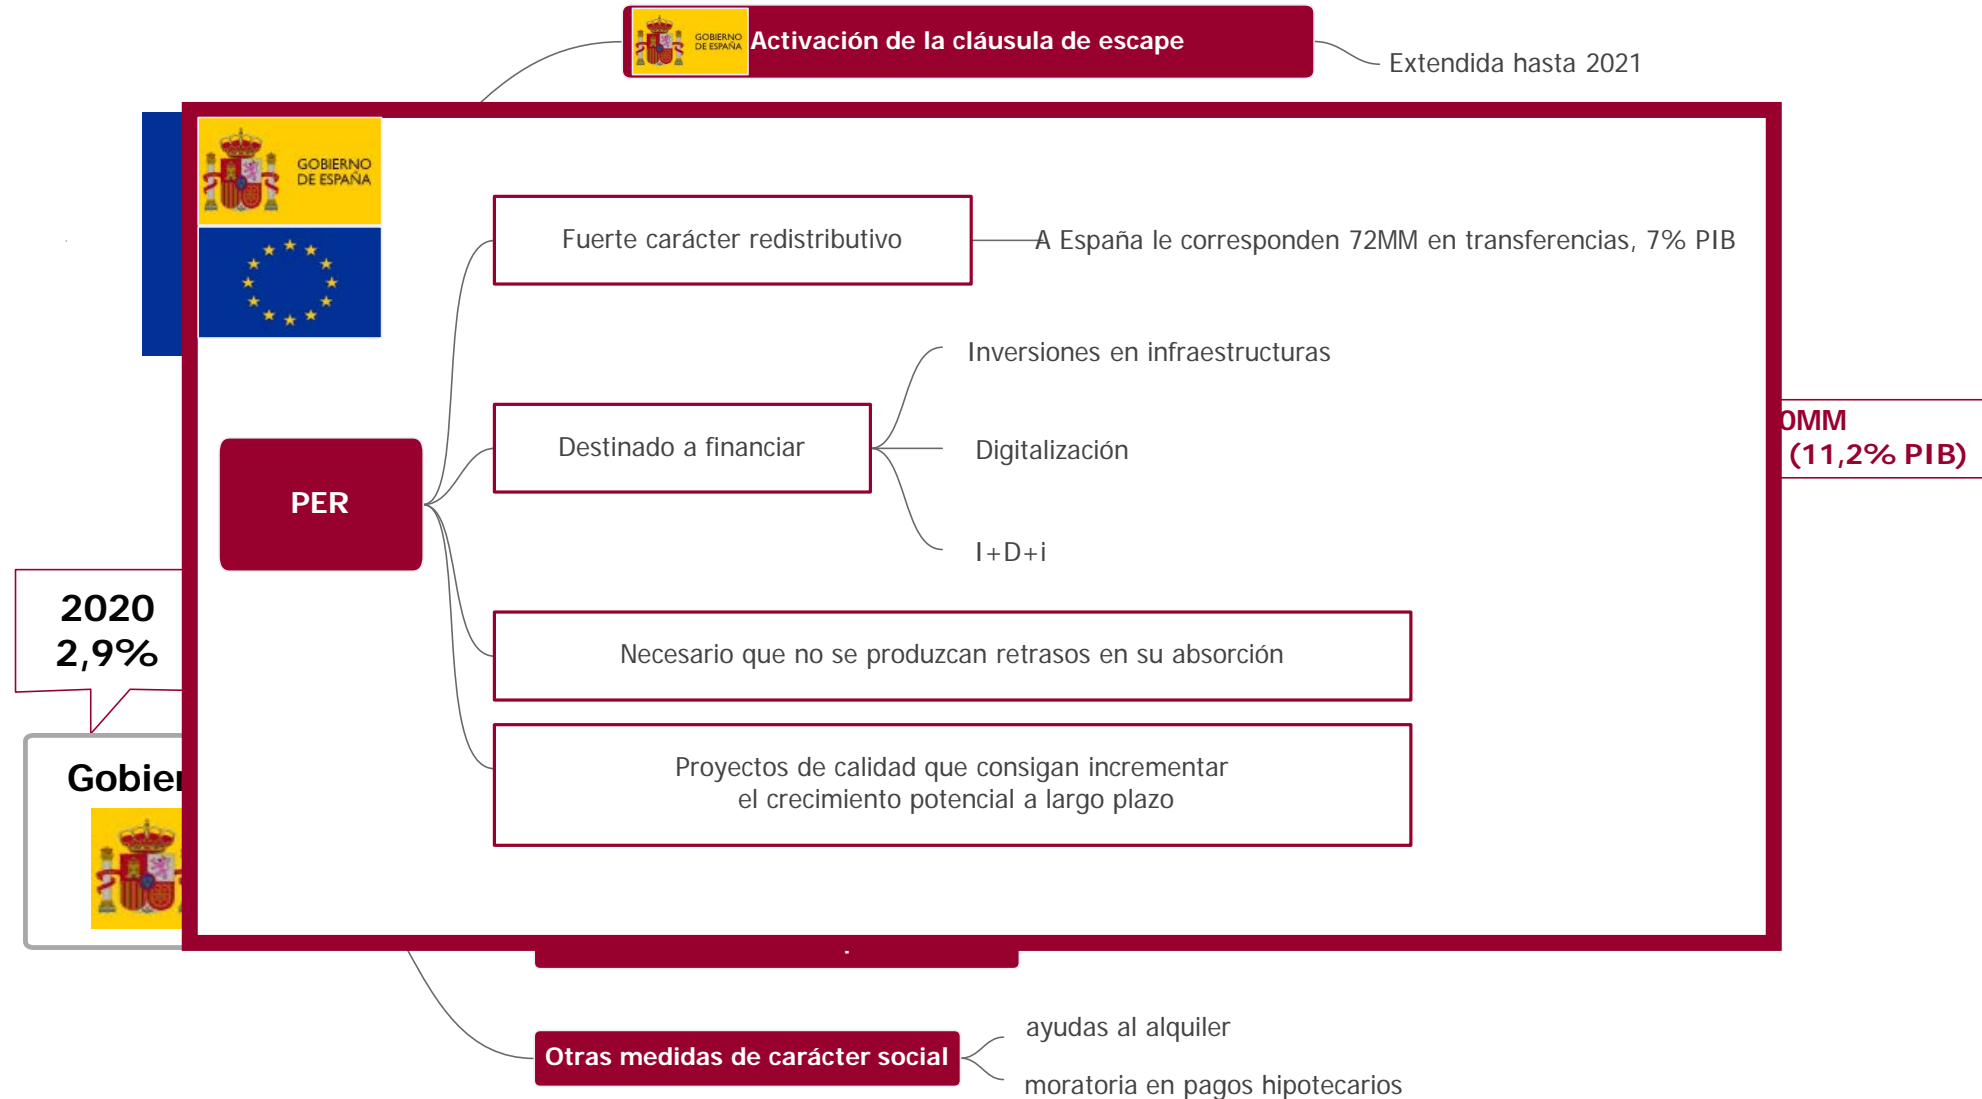 GOBIERNO
DE ESPAÑA
Activación de la cláusula de escape
Extendida hasta 2021
GOBIERNO
DE ESPAÑA
Fuerte carácter redistributivo
A España le corresponden 72MM en transferencias, 7% PIB
Inversiones en infraestructuras
Destinado a financiar
Digitalización
I+D+i
PER
0MM
(11,2% PIB)
2020
2,9%
Necesario que no se produzcan retrasos en su absorción
Proyectos de calidad que consigan incrementar
el crecimiento potencial a largo plazo
Otras medidas de carácter social
ayudas al alquiler
moratoria en pagos hipotecarios